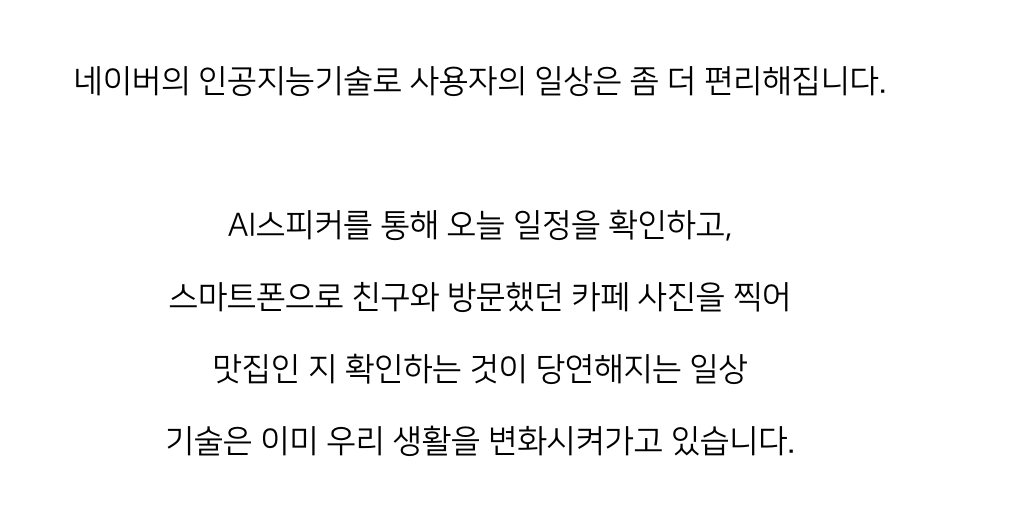 네이버의 인공지능기술로 사용자의 일상은 좀 더 편리해집니다.
AI스피커를 통해 오늘 일정을 확인하고,
스마트폰으로 친구와 방문했던 카페 사진을 찍어
맛집인 지 확인하는 것이 당연해지는 일상
기술은 이미 우리 생활을 변화시켜가고 있습니다.